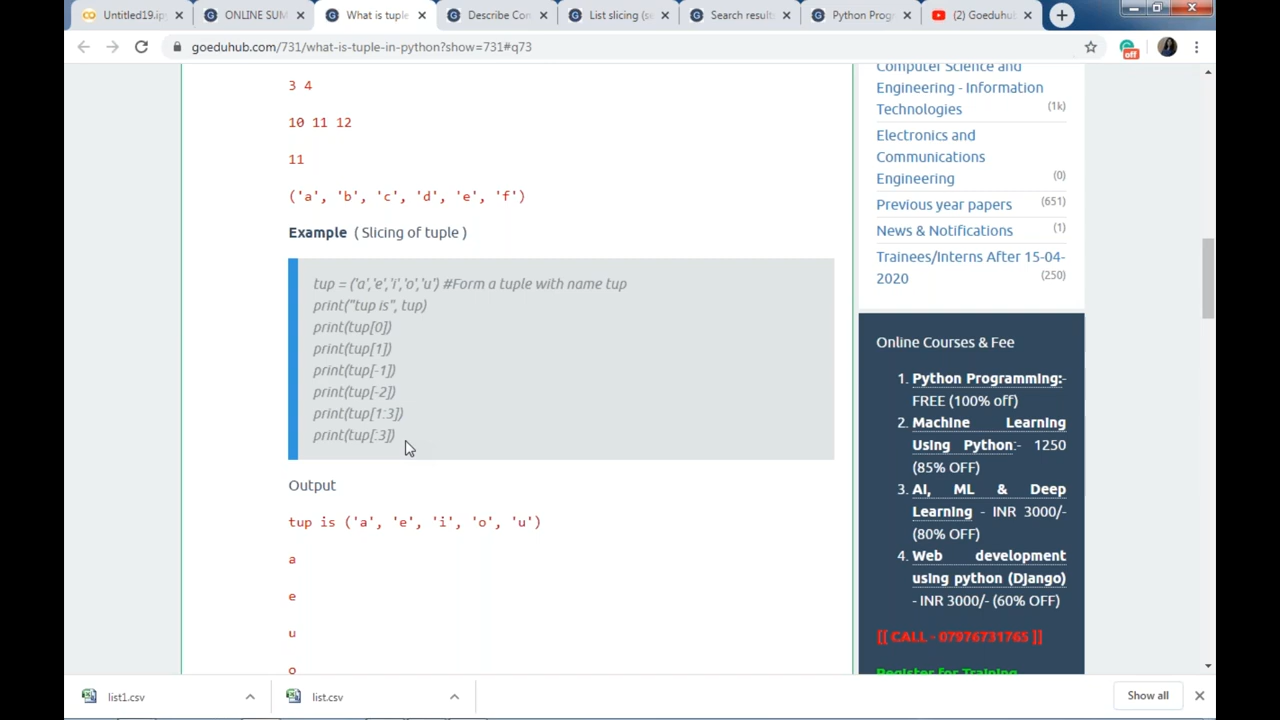 Untitled19.ip
ONLINE SUM
What is tuple
Describe Con
List slicing (se
Search result
Python Prog
(2) Goeduhub
goeduhub.com/731/what-is-tuple-in-python?show=731#q73
off
3 4
10 11 12
11
('a', 'b', 'c', 'd', 'e', 'f')
Example ( Slicing of tuple )
tup = ('a','e','i','o','u') #Form a tuple with name tup
print("tup is", tup)
print(tup[0])
print(tup[1])
print(tup[-1])
print(tup[-2])
print(tup[1:3])
print(tup[:3])
Output
tup is ('a', 'e', 'i', 'o', 'u')
a
e
u
o
Computer Science and
Engineering - Information
Technologies (1k)
Electronics and
Communications
Engineering (0)
Previous year papers (651)
News & Notifications (1)
Trainees/Interns After 15-04-
2020 (250)
Online Courses & Fee
1. Python Programming:-
FREE (100% off)
2. Machine Learning
Using Python:- 1250
(85% OFF)
3. AI, ML & Deep
Learning - INR 3000/-
(80% OFF)
4. Web development
using python (Django)
- INR 3000/- (60% OFF)
[[ CALL - 07976731765 ]]
Register for Training
list1.csv
list.csv
Show all